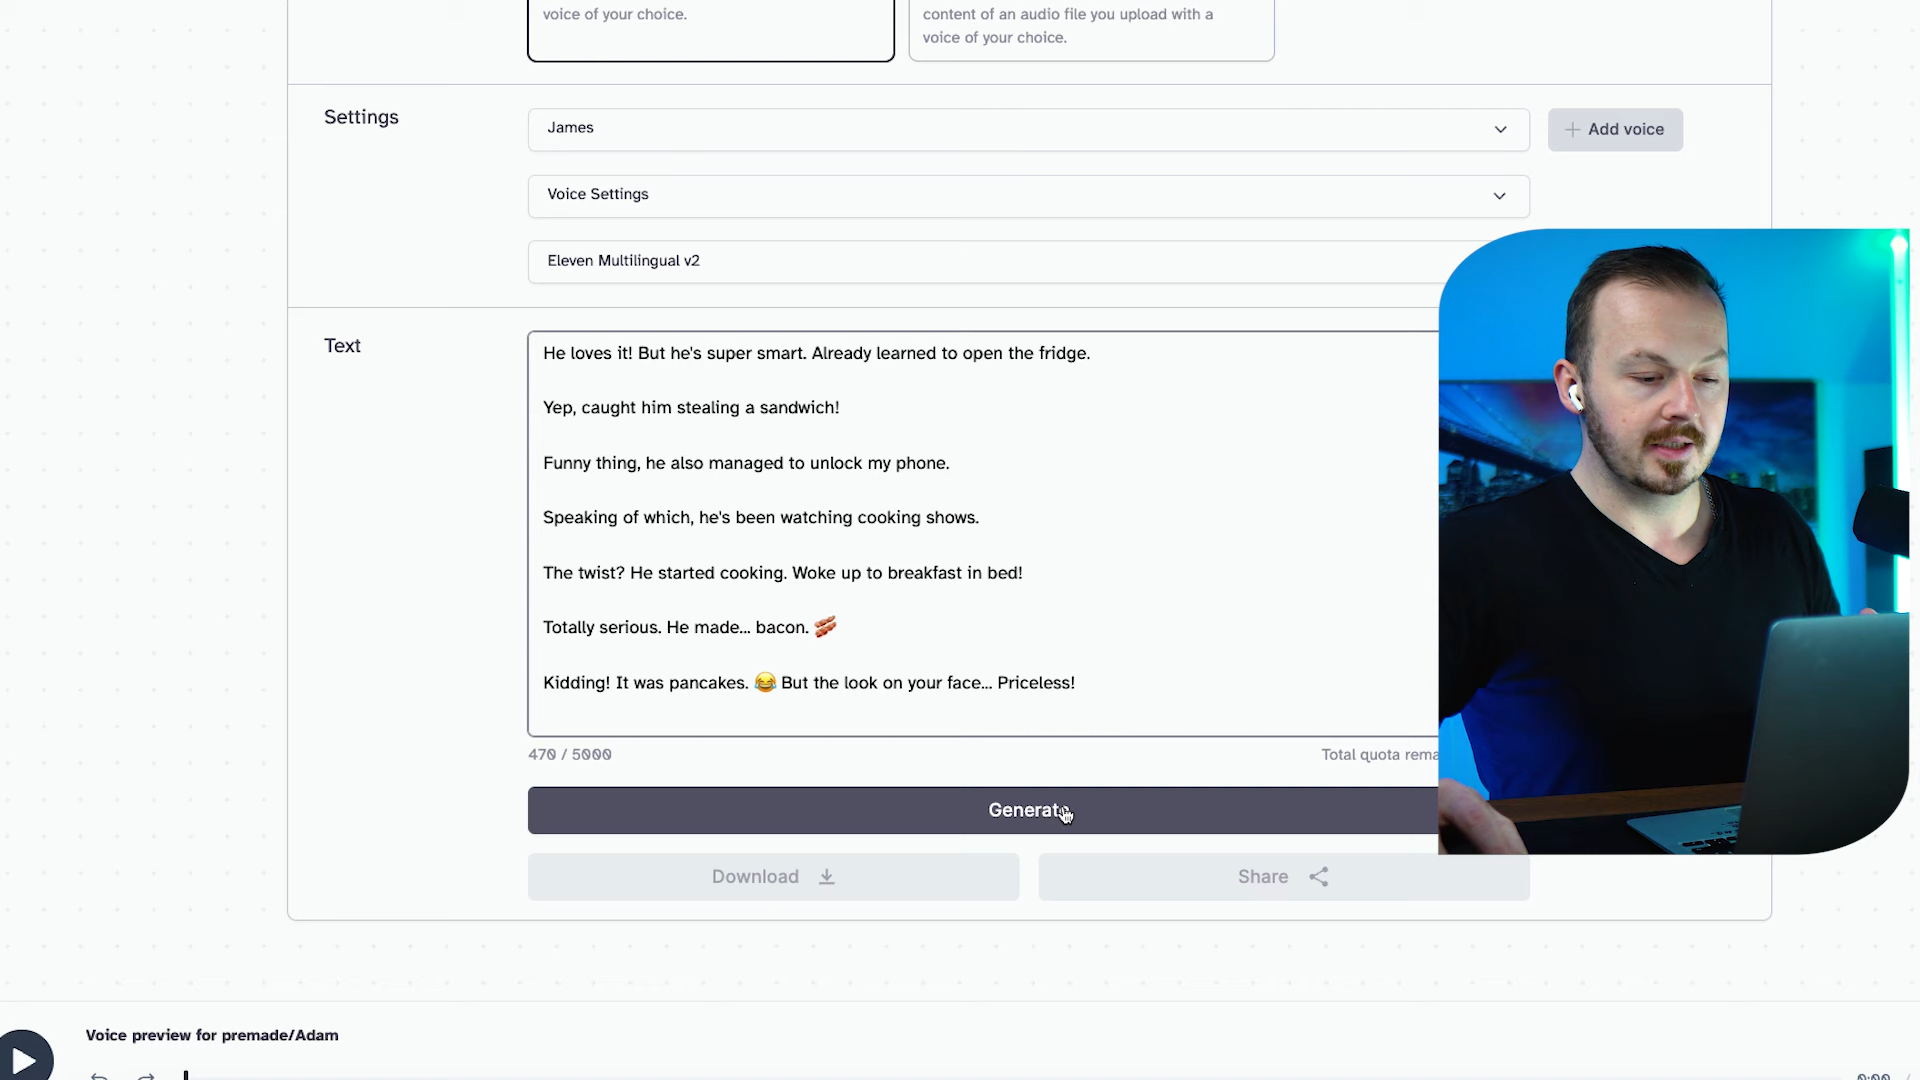 voice of your choice.
content of an audio file you upload with a
voice of your choice.
Settings
James
Add voice
Voice Settings
Eleven Multilingual v2
Text
He loves it! But he's super smart. Already learned to open the fridge.
Yep, caught him stealing a sandwich!
Funny thing, he also managed to unlock my phone.
Speaking of which, he's been watching cooking shows.
The twist? He started cooking. Woke up to breakfast in bed!
Totally serious. He made... bacon. 🥓
Kidding! It was pancakes. 😂 But the look on your face... Priceless!
470 / 5000
Total quota rema
Generate
Download
Share
Voice preview for premade/Adam
0:00 /